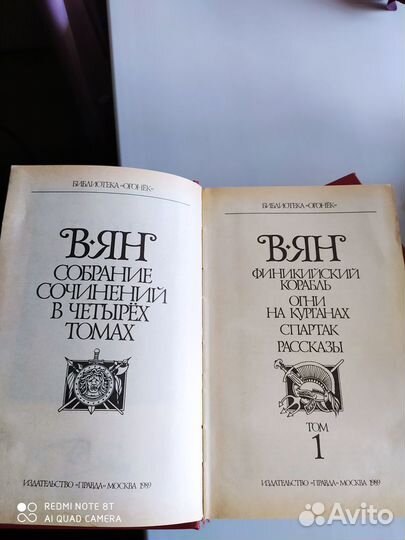 БИБЛИОТЕКА «ОГОНЁК»
В·ЯН
СОБРАНИЕ
СОЧИНЕНИЙ
В ЧЕТЫРЁХ
ТОМАХ
ИЗДАТЕЛЬСТВО «ПРАВДА» МОСКВА 1989
БИБЛИОТЕКА «ОГОНЁК»
В·ЯН
ФИНИКИЙСКИЙ
КОРАБЛЬ
ОГНИ
НА КУРГАНАХ
СПАРТАК
РАССКАЗЫ
ТОМ
1
ИЗДАТЕЛЬСТВО «ПРАВДА» МОСКВА 1989
REDMI NOTE 8T
AI QUAD CAMERA
Avito